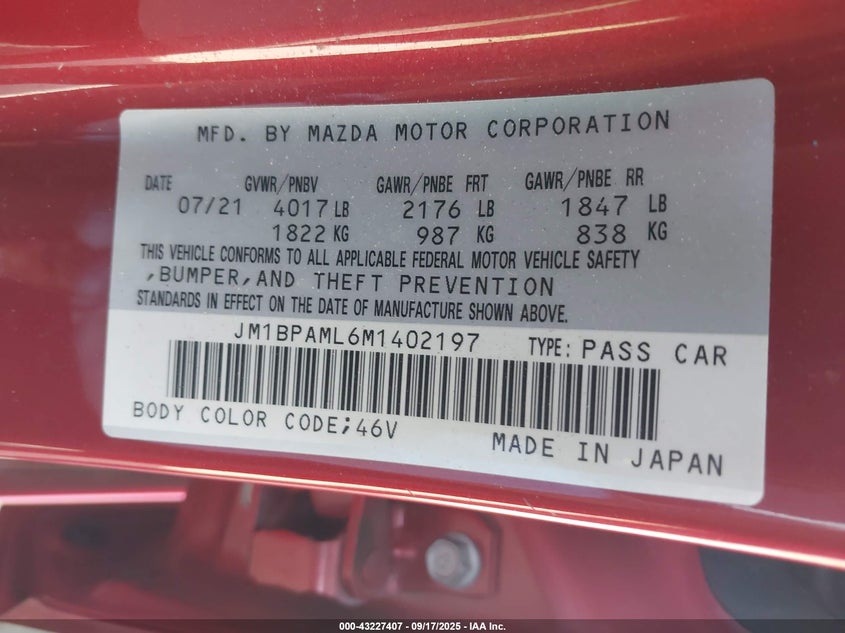 MFD. BY MAZDA MOTOR CORPORATION
DATE GVWR/PNBV GAWR/PNBE FRT GAWR/PNBE RR
07/21 4017 LB 2176 LB 1847 LB
1822 KG 987 KG 838 KG
THIS VEHICLE CONFORMS TO ALL APPLICABLE FEDERAL MOTOR VEHICLE SAFETY
,BUMPER,AND THEFT PREVENTION
STANDARDS IN EFFECT ON THE DATE OF MANUFACTURE SHOWN ABOVE.
JM1BPAML6M1402197 TYPE: PASS CAR
BODY COLOR CODE;46V
MADE IN JAPAN
000-43227407 - 09/17/2025 - IAA Inc.